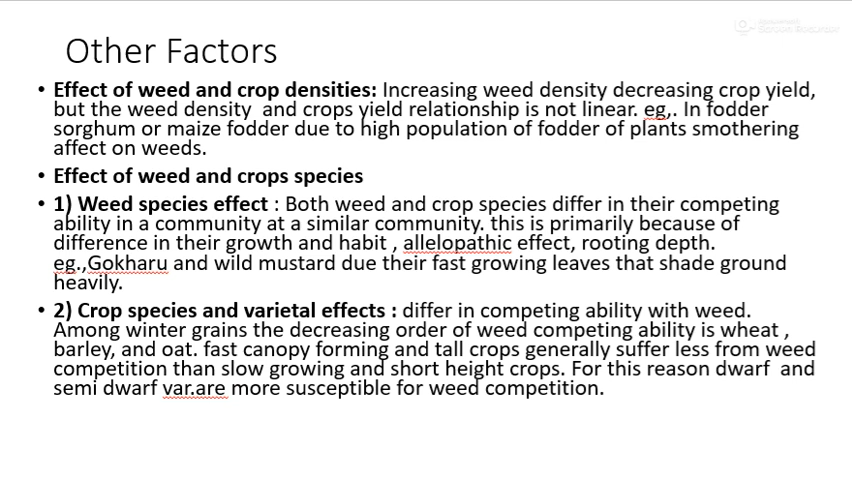 Other Factors
• Effect of weed and crop densities: Increasing weed density decreasing crop yield,
but the weed density and crops yield relationship is not linear. eg,. In fodder
sorghum or maize fodder due to high population of fodder of plants smothering
affect on weeds.
• Effect of weed and crops species
• 1) Weed species effect : Both weed and crop species differ in their competing
ability in a community at a similar community. this is primarily because of
difference in their growth and habit , allelopathic effect, rooting depth.
eg.,Gokharu and wild mustard due their fast growing leaves that shade ground
heavily.
• 2) Crop species and varietal effects : differ in competing ability with weed.
Among winter grains the decreasing order of weed competing ability is wheat ,
barley, and oat. fast canopy forming and tall crops generally suffer less from weed
competition than slow growing and short height crops. For this reason dwarf and
semi dwarf var.are more susceptible for weed competition.